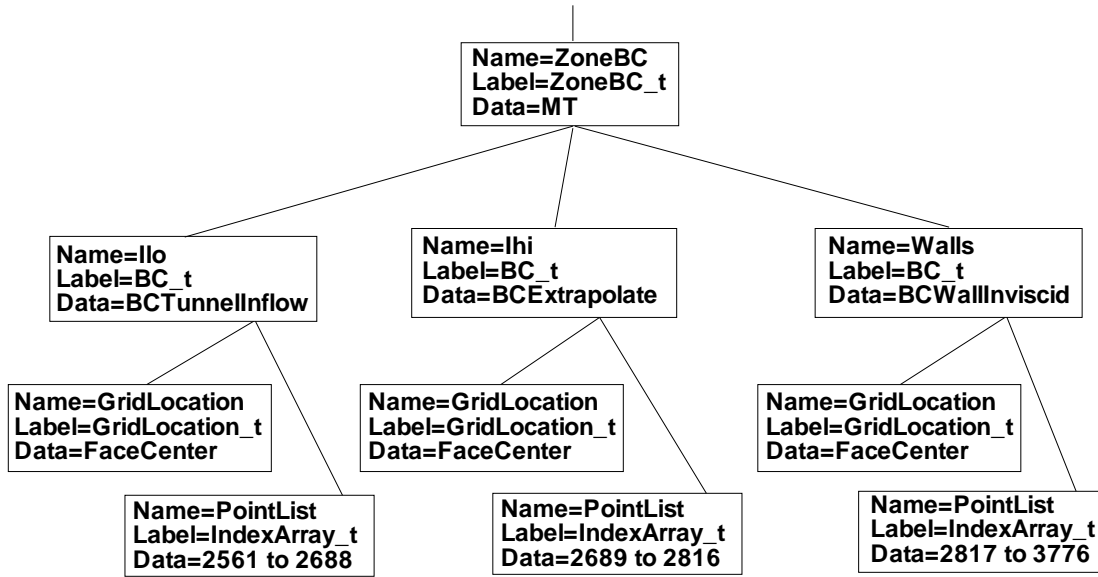 Name=ZoneBC
Label=ZoneBC_t
Data=MT
Name=Ilo
Label=BC_t
Data=BCTunnelInflow
Name=Ihi
Label=BC_t
Data=BCExtrapolate
Name=Walls
Label=BC_t
Data=BCWallInviscid
Name=GridLocation
Label=GridLocation_t
Data=FaceCenter
Name=GridLocation
Label=GridLocation_t
Data=FaceCenter
Name=GridLocation
Label=GridLocation_t
Data=FaceCenter
Name=PointList
Label=IndexArray_t
Data=2561 to 2688
Name=PointList
Label=IndexArray_t
Data=2689 to 2816
Name=PointList
Label=IndexArray_t
Data=2817 to 3776